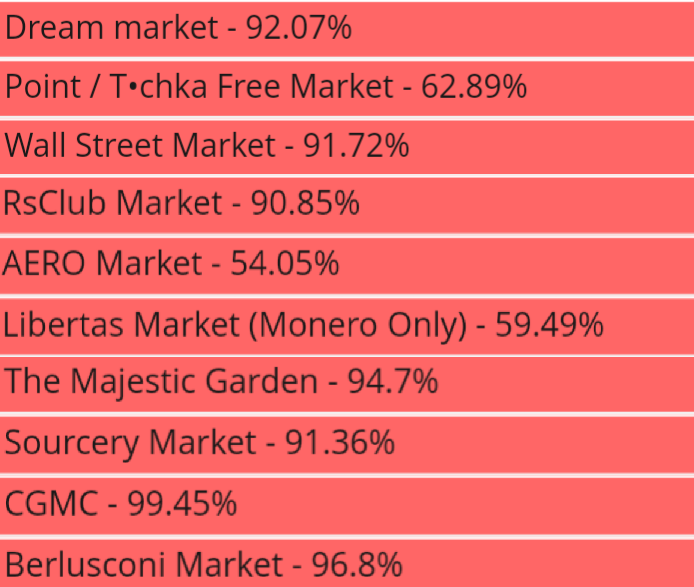 Dream market - 92.07%
Point / T•chka Free Market - 62.89%
Wall Street Market - 91.72%
RsClub Market - 90.85%
AERO Market - 54.05%
Libertas Market (Monero Only) - 59.49%
The Majestic Garden - 94.7%
Sourcery Market - 91.36%
CGMC - 99.45%
Berlusconi Market - 96.8%